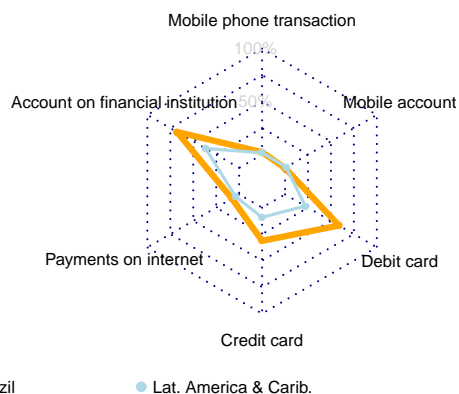 Mobile phone transaction
100%
Account on financial institution 50% Mobile account
Payments on internet Debit card
Credit card
zil Lat. America & Carib.